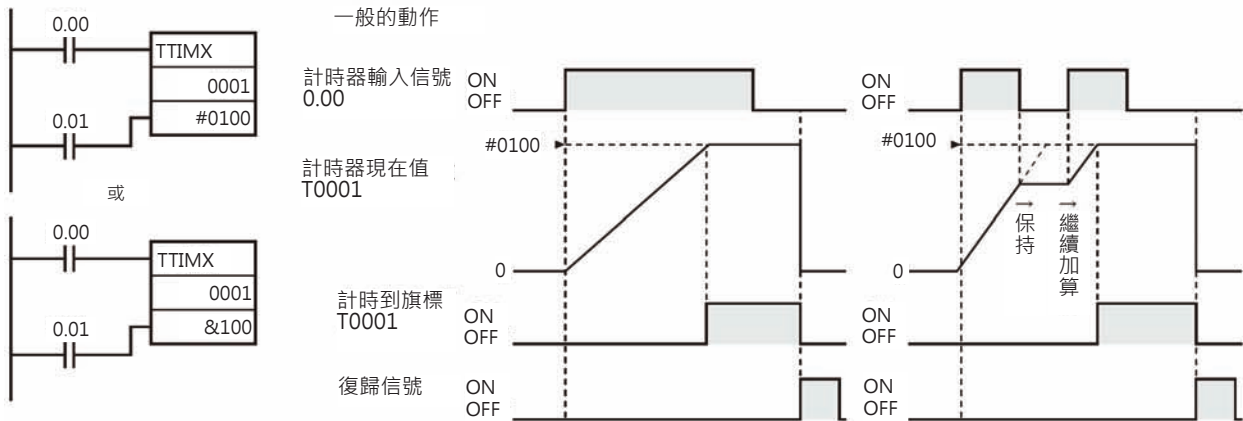 0.00
TTIMX
0001
#0100
0.01
或
0.00
TTIMX
0001
&100
0.01
一般的動作
計時器輸入信號
0.00
ON
OFF
計時器現在值
T0001
#0100
0
計時到旗標
T0001
ON
OFF
復歸信號
ON
OFF
ON
OFF
#0100
→保持
→繼續加算
0
ON
OFF
ON
OFF